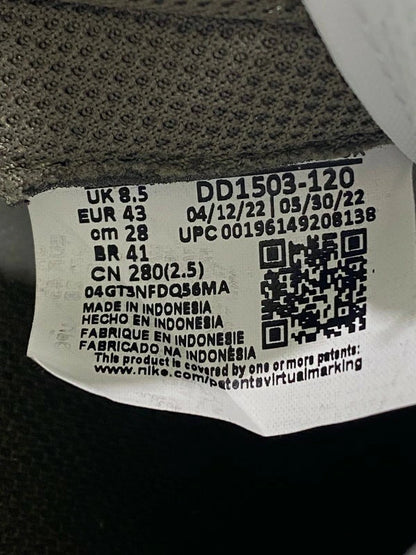 UK 8.5 DD1503-120
EUR 43 04/12/22 | 05/30/22
cm 28 UPC 00196149208138
BR 41
CN 280(2.5)
04GT3NFDQ56MA
MADE IN INDONESIA
HECHO EN INDONESIA
FABRIQUE EN INDONESIE
FABRICADO NA INDONÉSIA
This product is covered by one or more patents:
www.nike.com/patentsvirtualmarking